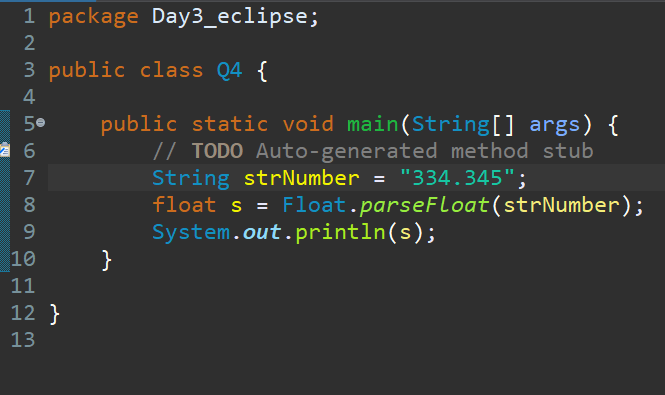 1 package Day3_eclipse;
2
3 public class Q4 {
4
5     public static void main(String[] args) {
6         // TODO Auto-generated method stub
7         String strNumber = "334.345";
8         float s = Float.parseFloat(strNumber);
9         System.out.println(s);
10     }
11
12 }
13